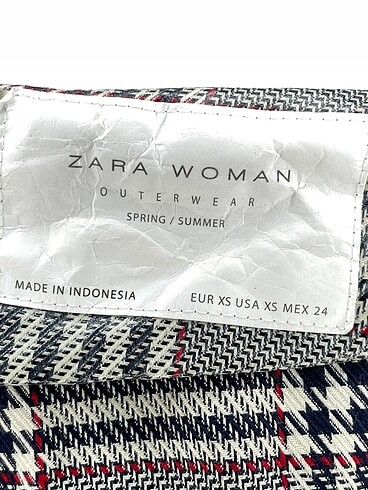 ZARA WOMAN
OUTERWEAR
SPRING / SUMMER
MADE IN INDONESIA EUR XS USA XS MEX 24